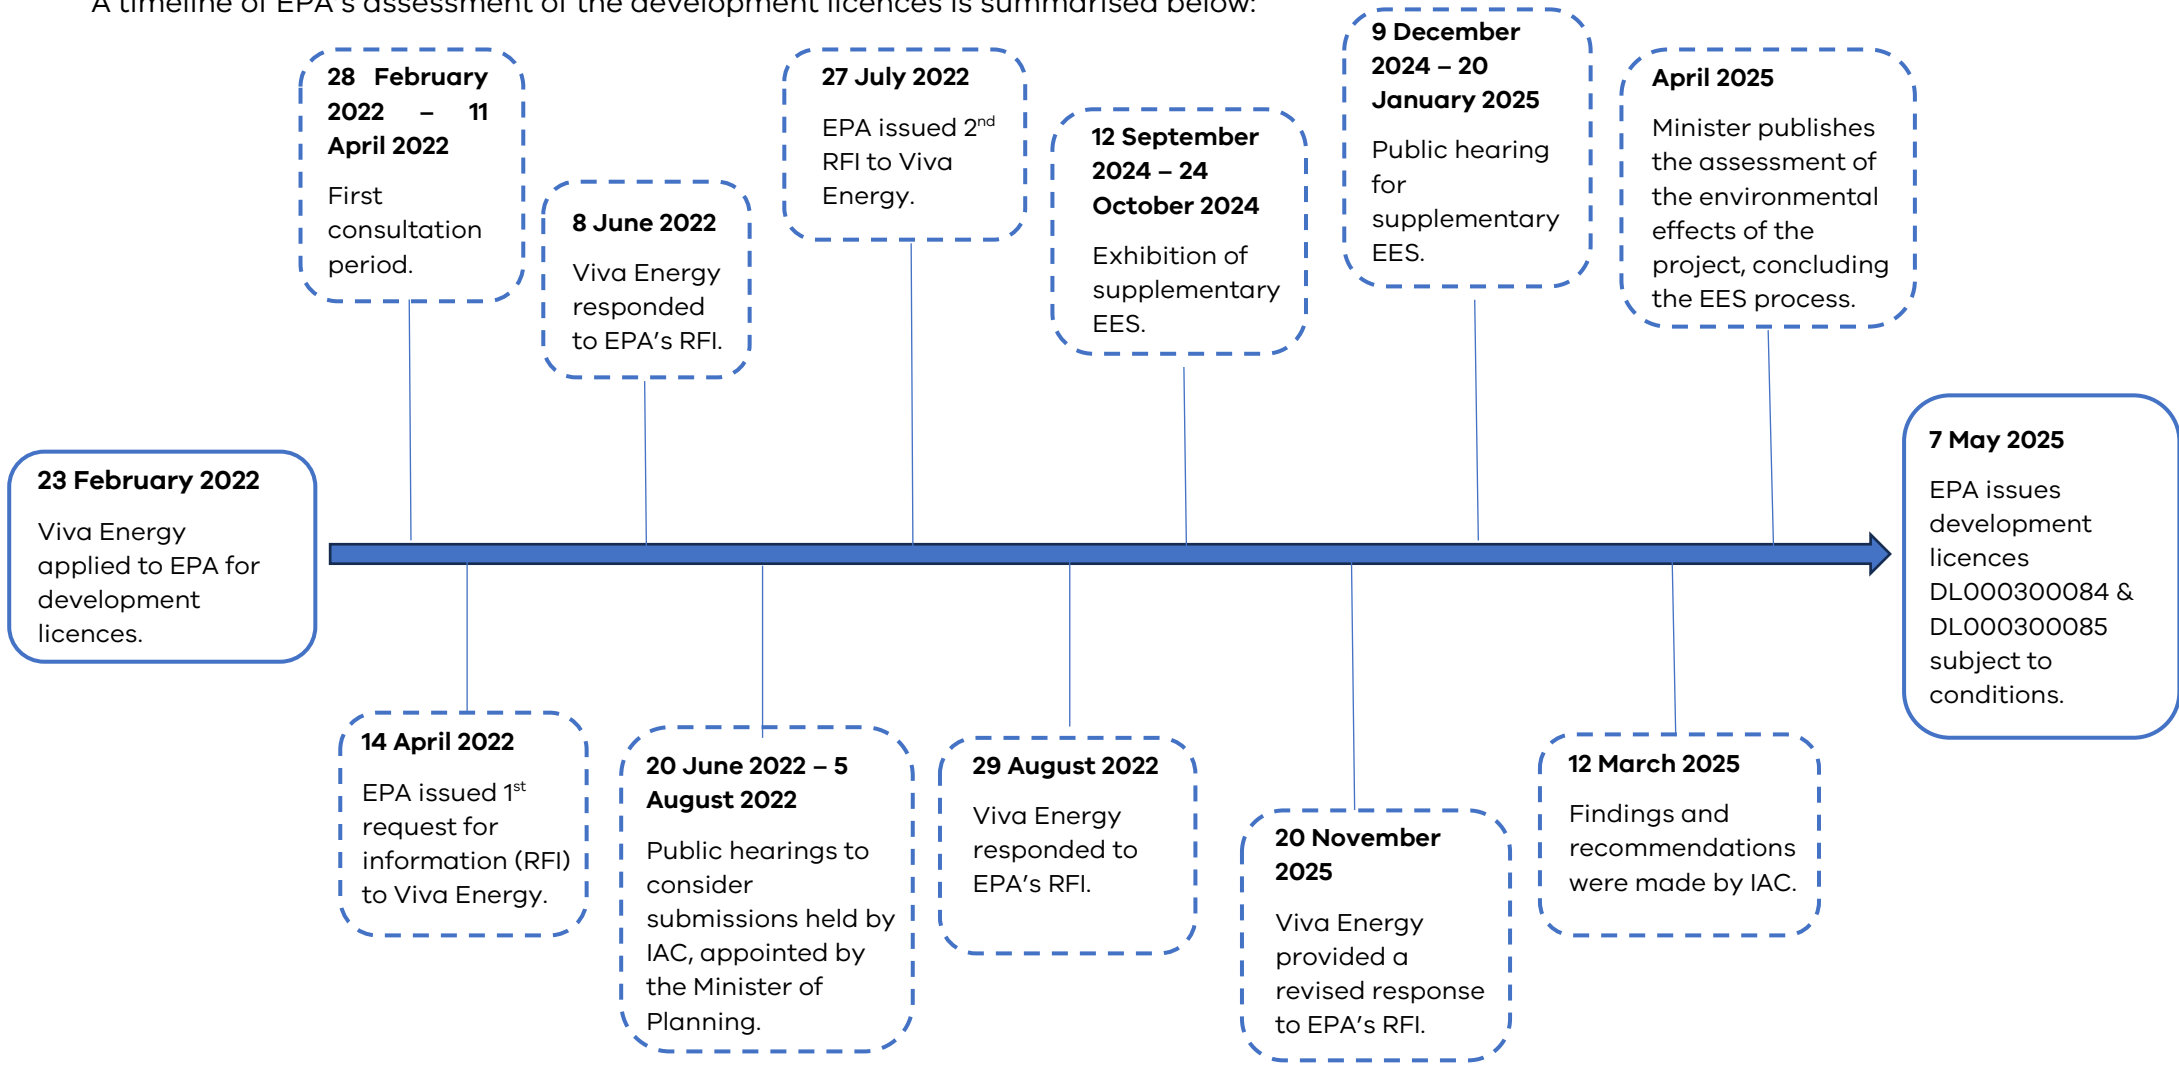 A timeline of EPA's assessment of the development licences is summarised below:
23 February 2022
Viva Energy
applied to EPA for
development
licences.
28 February
2022 – 11
April 2022
First
consultation
period.
14 April 2022
EPA issued 1st
request for
information (RFI)
to Viva Energy.
8 June 2022
Viva Energy
responded
to EPA's RFI.
20 June 2022 – 5
August 2022
Public hearings to
consider
submissions held by
IAC, appointed by
the Minister of
Planning.
27 July 2022
EPA issued 2nd
RFI to Viva
Energy.
29 August 2022
Viva Energy
responded to
EPA's RFI.
12 September
2024 – 24
October 2024
Exhibition of
supplementary
EES.
20 November
2025
Viva Energy
provided a
revised response
to EPA's RFI.
9 December
2024 – 20
January 2025
Public hearing
for
supplementary
EES.
12 March 2025
Findings and
recommendations
were made by IAC.
April 2025
Minister publishes
the assessment of
the environmental
effects of the
project, concluding
the EES process.
7 May 2025
EPA issues
development
licences
DL000300084 &
DL000300085
subject to
conditions.